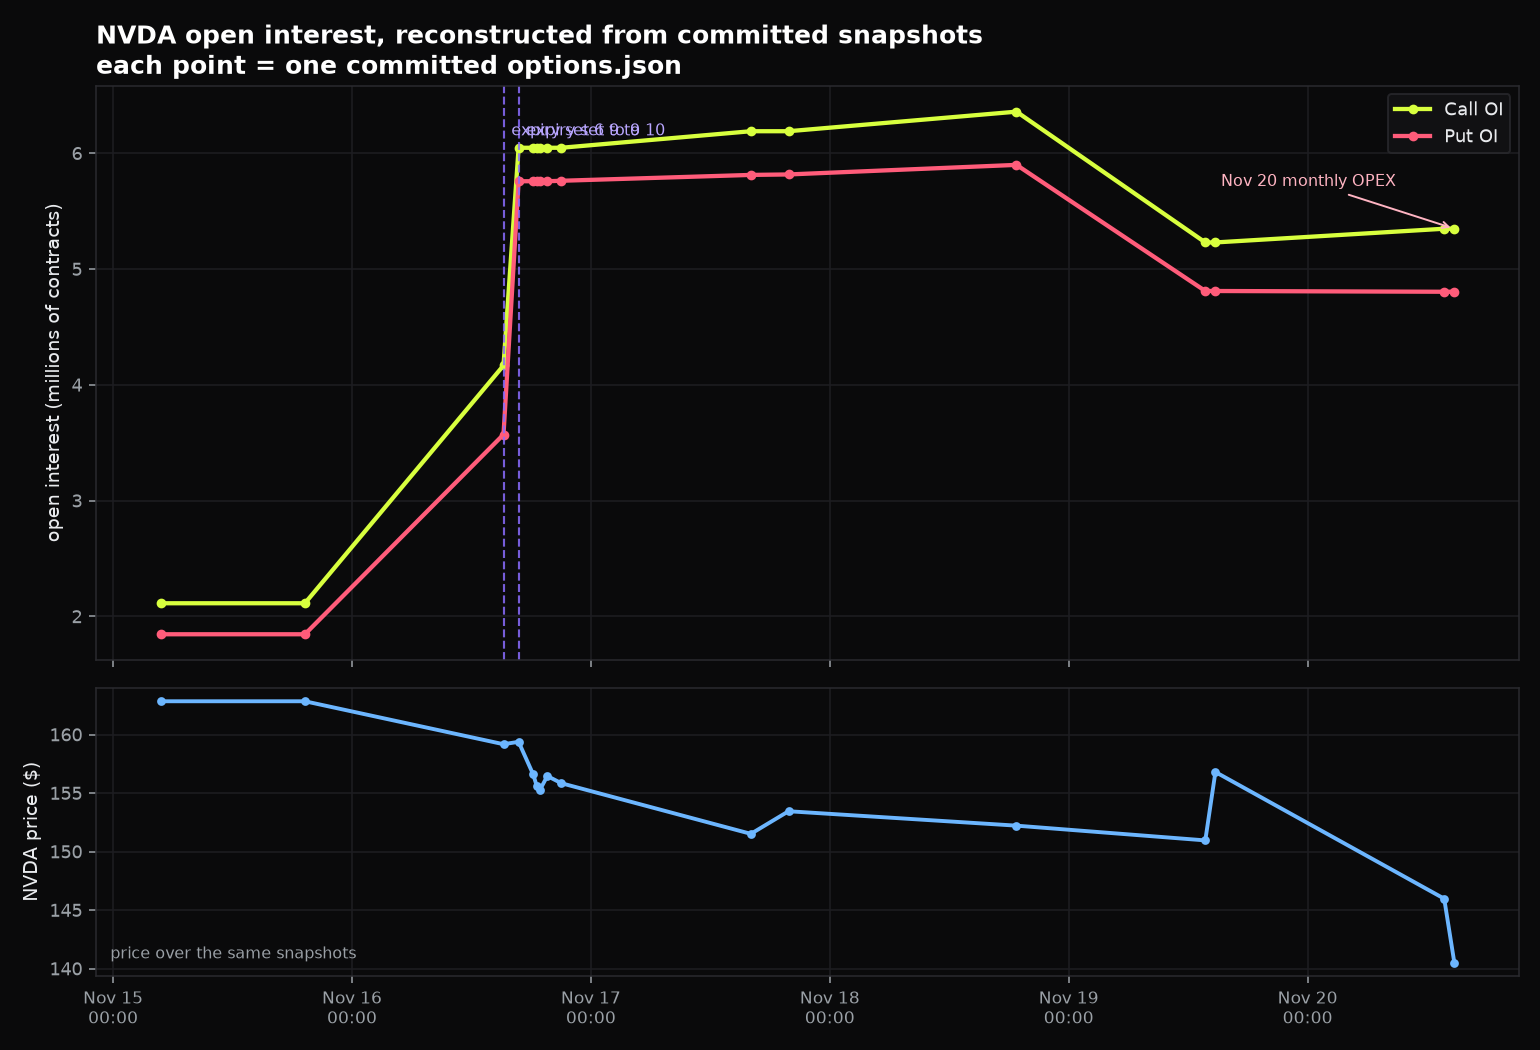 NVDA open interest, reconstructed from committed snapshots
each point = one committed options.json
Call OI
Put OI
Nov 20 monthly OPEX
open interest (millions of contracts)
6
5
4
3
2
NVDA price ($)
160
155
150
145
140
price over the same snapshots
Nov 15 Nov 16 Nov 17 Nov 18 Nov 19 Nov 20
00:00 00:00 00:00 00:00 00:00 00:00